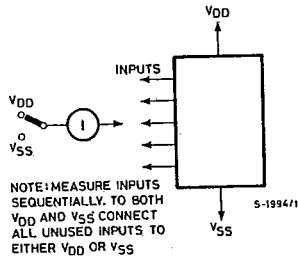 VDD
INPUTS
VDD
I
VSS
NOTE: MEASURE INPUTS
SEQUENTIALLY. TO BOTH
VDD AND VSS CONNECT
ALL UNUSED INPUTS TO
EITHER VDD OR VSS
S-1994/1
VSS